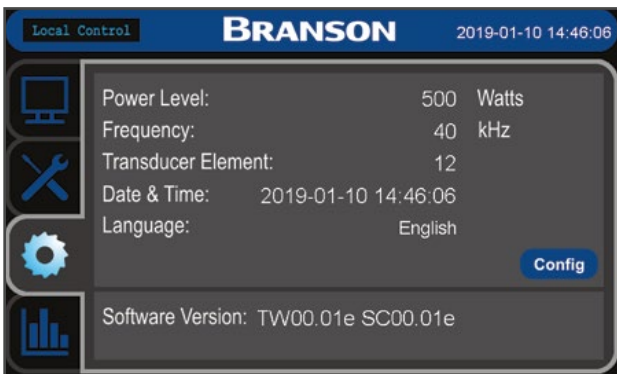 Local Control BRANSON 2019-01-10 14:46:06
Power Level: 500 Watts
Frequency: 40 kHz
Transducer Element: 12
Date & Time: 2019-01-10 14:46:06
Language: English
Config
Software Version: TW00.01e SC00.01e